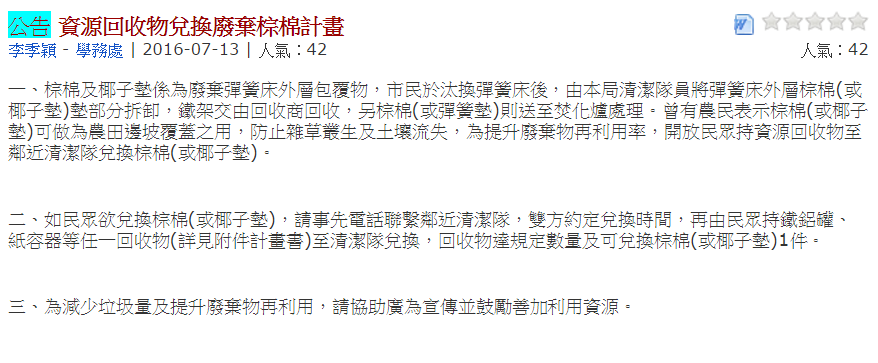 公告 資源回收物兌換廢棄棕棉計畫
李季穎 - 學務處 | 2016-07-13 | 人氣：42 人氣：42
一、棕棉及椰子墊係為廢棄彈簧床外層包覆物，市民於汰換彈簧床後，由本局清潔隊員將彈簧床外層棕棉(或
椰子墊)墊部分拆卸，鐵架交由回收商回收，另棕棉(或彈簧墊)則送至焚化爐處理。曾有農民表示棕棉(或椰子
墊)可做為農田邊坡覆蓋之用，防止雜草叢生及土壤流失，為提升廢棄物再利用率，開放民眾持資源回收物至
鄰近清潔隊兌換棕棉(或椰子墊)。
二、如民眾欲兌換棕棉(或椰子墊)，請事先電話聯繫鄰近清潔隊，雙方約定兌換時間，再由民眾持鐵鋁罐、
紙容器等任一回收物(詳見附件計畫書)至清潔隊兌換，回收物達規定數量及可兌換棕棉(或椰子墊)1件。
三、為減少垃圾量及提升廢棄物再利用，請協助廣為宣傳並鼓勵善加利用資源。